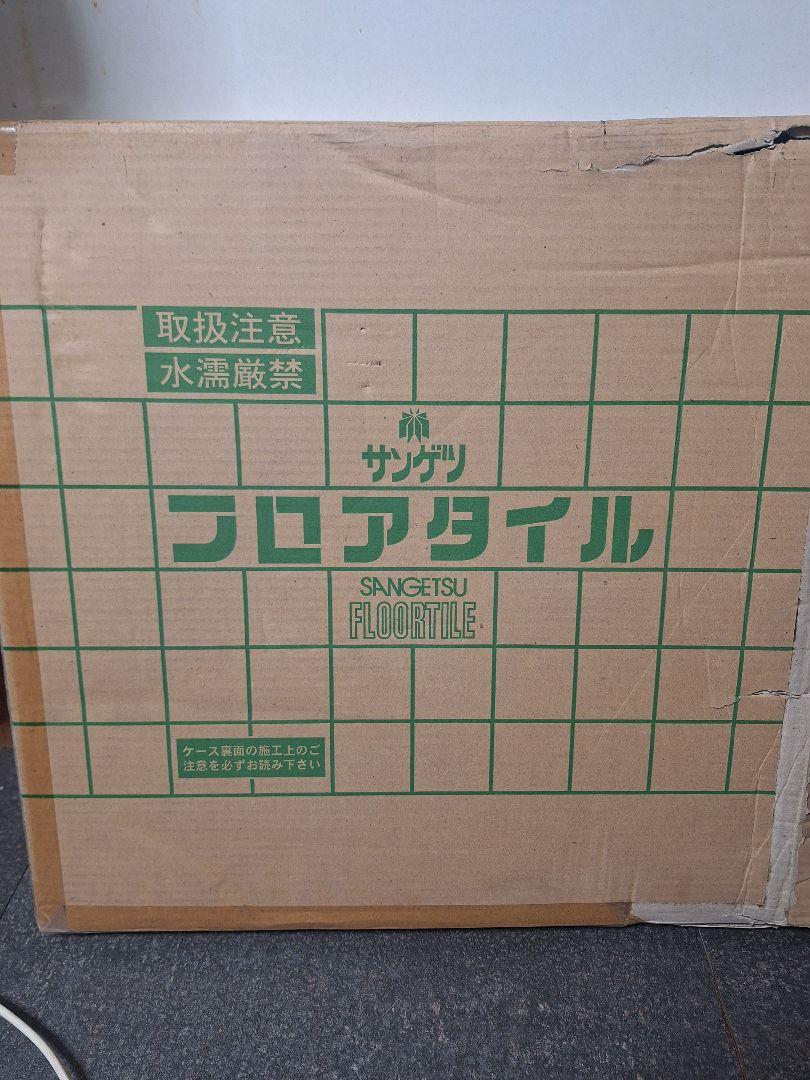 取扱注意
水濡厳禁
サンゲツ
フロアタイル
SANGETSU
FLOORTILE
ケース裏面の施工上のご
注意を必ずお読み下さい